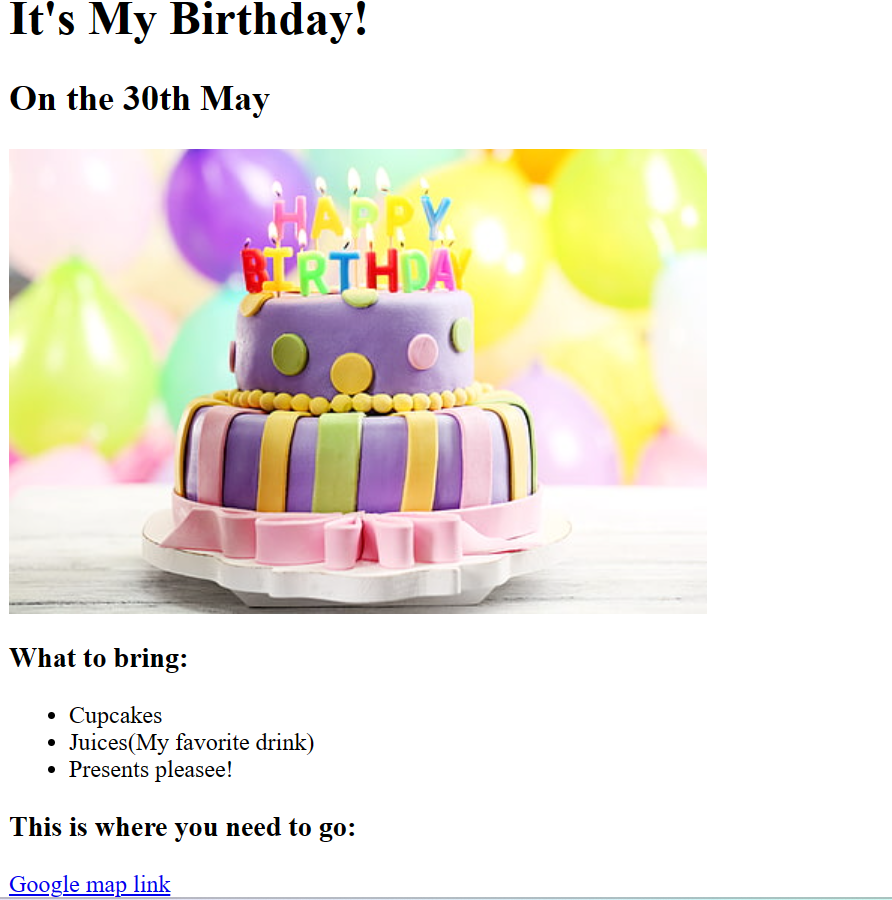 It's My Birthday!
On the 30th May
HAPPY
BIRTHDAY
What to bring:
Cupcakes
Juices(My favorite drink)
Presents pleasee!
This is where you need to go:
Google map link